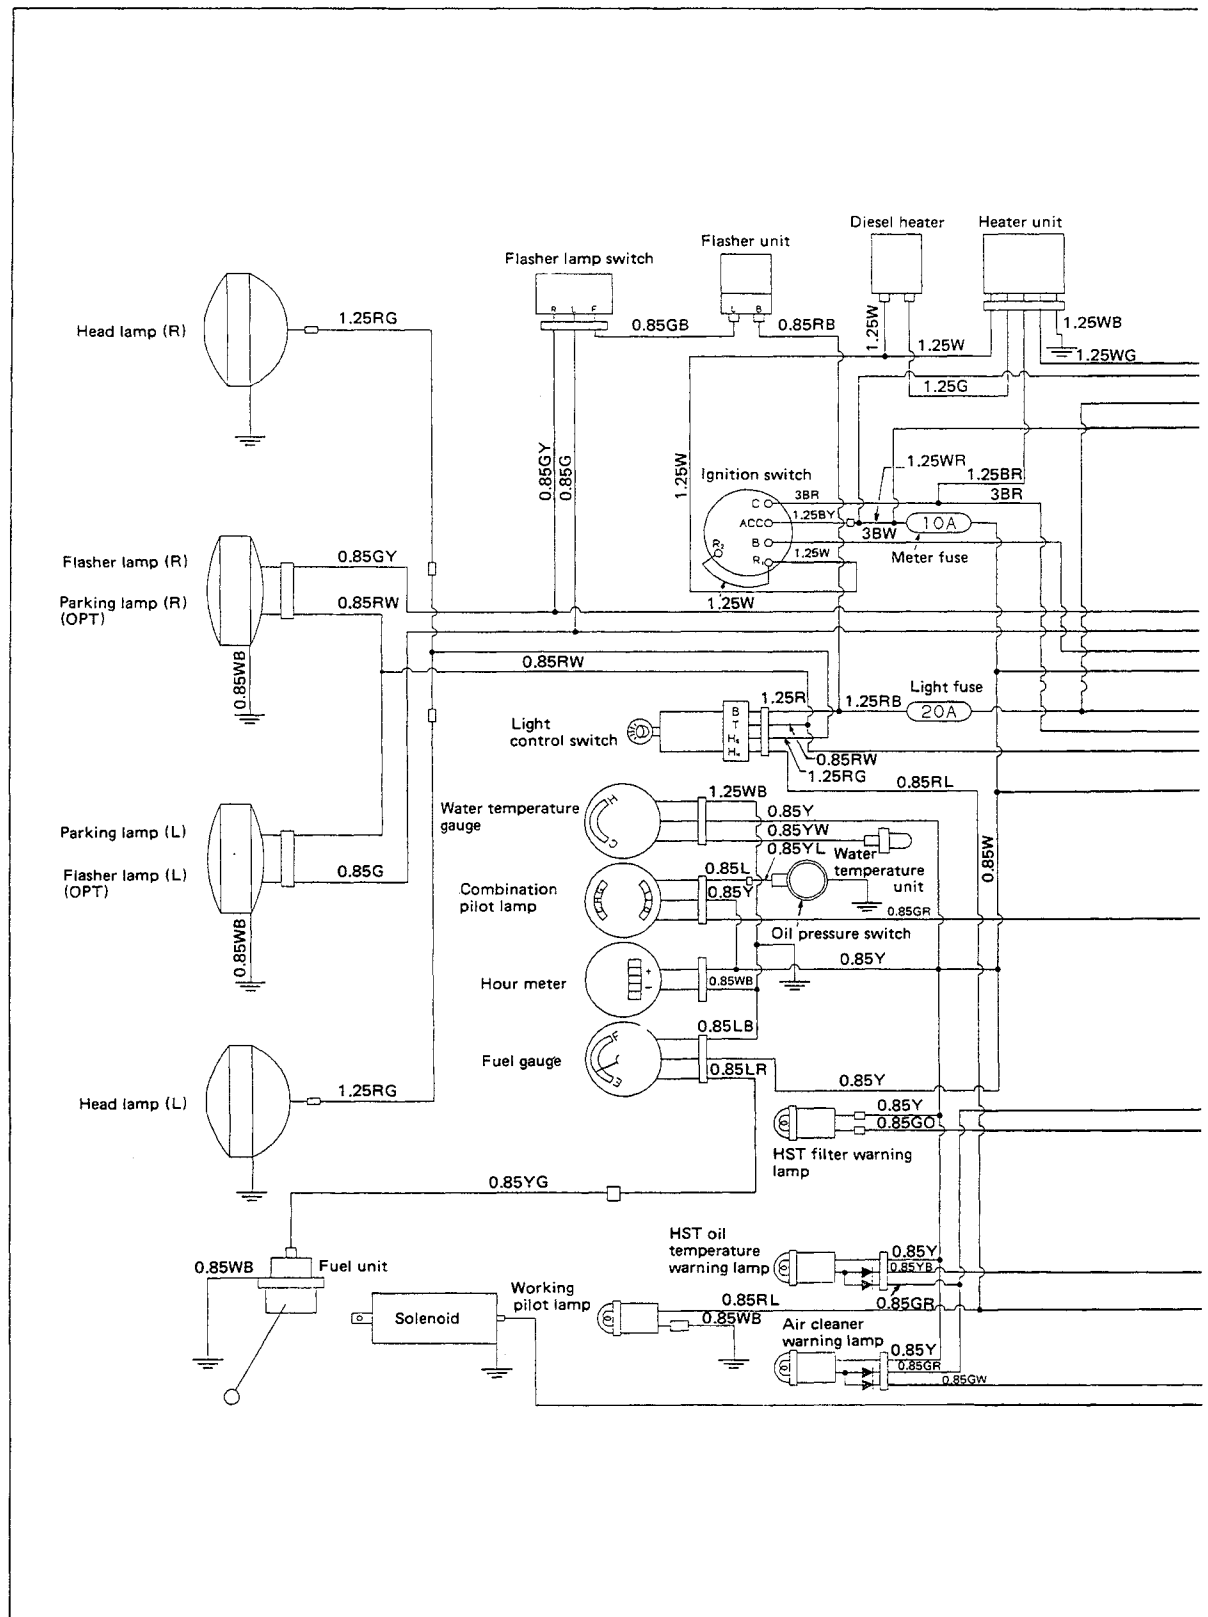 Diesel heater
Heater unit
Flasher unit
Flasher lamp switch
R L F
L B
Head lamp (R)
1.25RG
0.85GB
0.85RB
1.25W
1.25W
1.25WB
1.25WG
1.25G
0.85GY
0.85G
1.25W
Ignition switch
1.25WR
1.25BR
C
3BR
3BR
ACC
1.25BY
3BW
10A
B
Meter fuse
R2
R1
1.25W
1.25W
Flasher lamp (R)
0.85GY
Parking lamp (R)
(OPT)
0.85RW
0.85WB
0.85RW
Light fuse
1.25R
1.25RB
20A
Light
control switch
B
T
0.85RW
1.25RG
0.85RL
Water temperature
gauge
H
C
1.25WB
0.85Y
0.85YW
0.85YL
Water
temperature
unit
0.85W
Parking lamp (L)
Flasher lamp (L)
(OPT)
0.85G
0.85WB
Combination
pilot lamp
0.85L
0.85Y
0.85GR
Oil pressure switch
Hour meter
+
−
0.85Y
0.85WB
Fuel gauge
F
E
0.85LB
0.85LR
0.85Y
Head lamp (L)
1.25RG
0.85Y
0.85GO
HST filter warning
lamp
0.85YG
0.85WB
Fuel unit
HST oil
temperature
warning lamp
0.85Y
0.85YB
0.85GR
Working
pilot lamp
0.85RL
0.85WB
Solenoid
Air cleaner
warning lamp
0.85Y
0.85GR
0.85GW